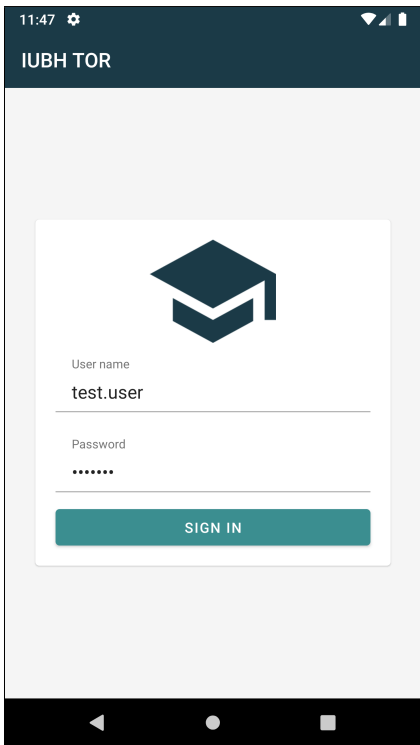 11:47
IUBH TOR
User name
test.user
Password
•••••••
SIGN IN